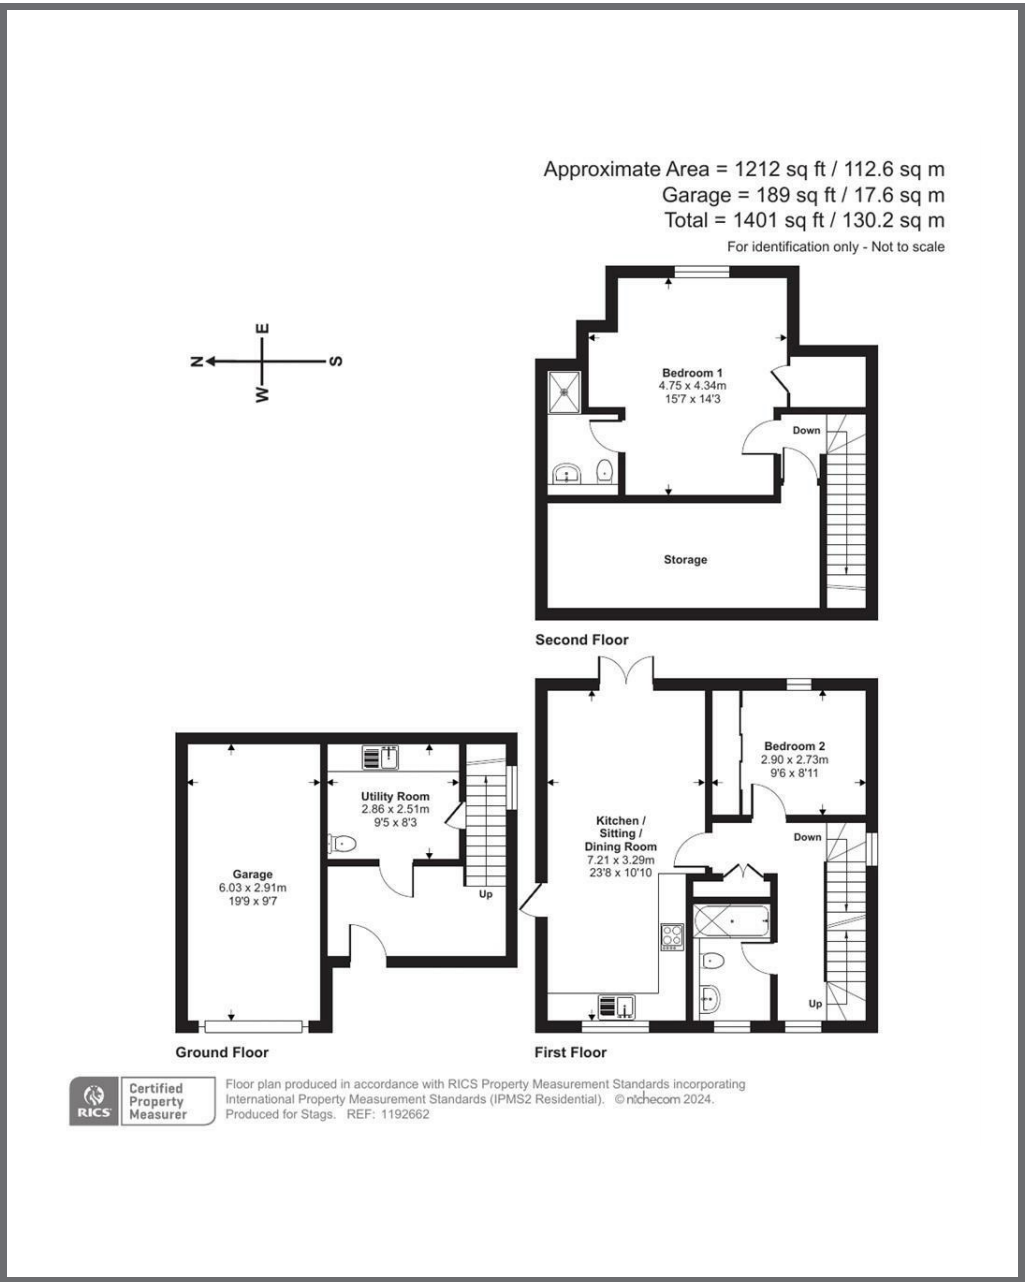 Approximate Area = 1212 sq ft / 112.6 sq m
Garage = 189 sq ft / 17.6 sq m
Total = 1401 sq ft / 130.2 sq m
For identification only - Not to scale
E
N
S
W
Bedroom 1
4.75 x 4.34m
15'7 x 14'3
Down
Storage
Second Floor
Bedroom 2
2.90 x 2.73m
9'6 x 8'11
Kitchen /
Sitting /
Dining Room
7.21 x 3.29m
23'8 x 10'10
Down
Up
First Floor
Utility Room
2.86 x 2.51m
9'5 x 8'3
Garage
6.03 x 2.91m
19'9 x 9'7
Up
Ground Floor
RICS
Certified
Property
Measurer
Floor plan produced in accordance with RICS Property Measurement Standards incorporating
International Property Measurement Standards (IPMS2 Residential). © nichecom 2024.
Produced for Stags. REF: 1192662